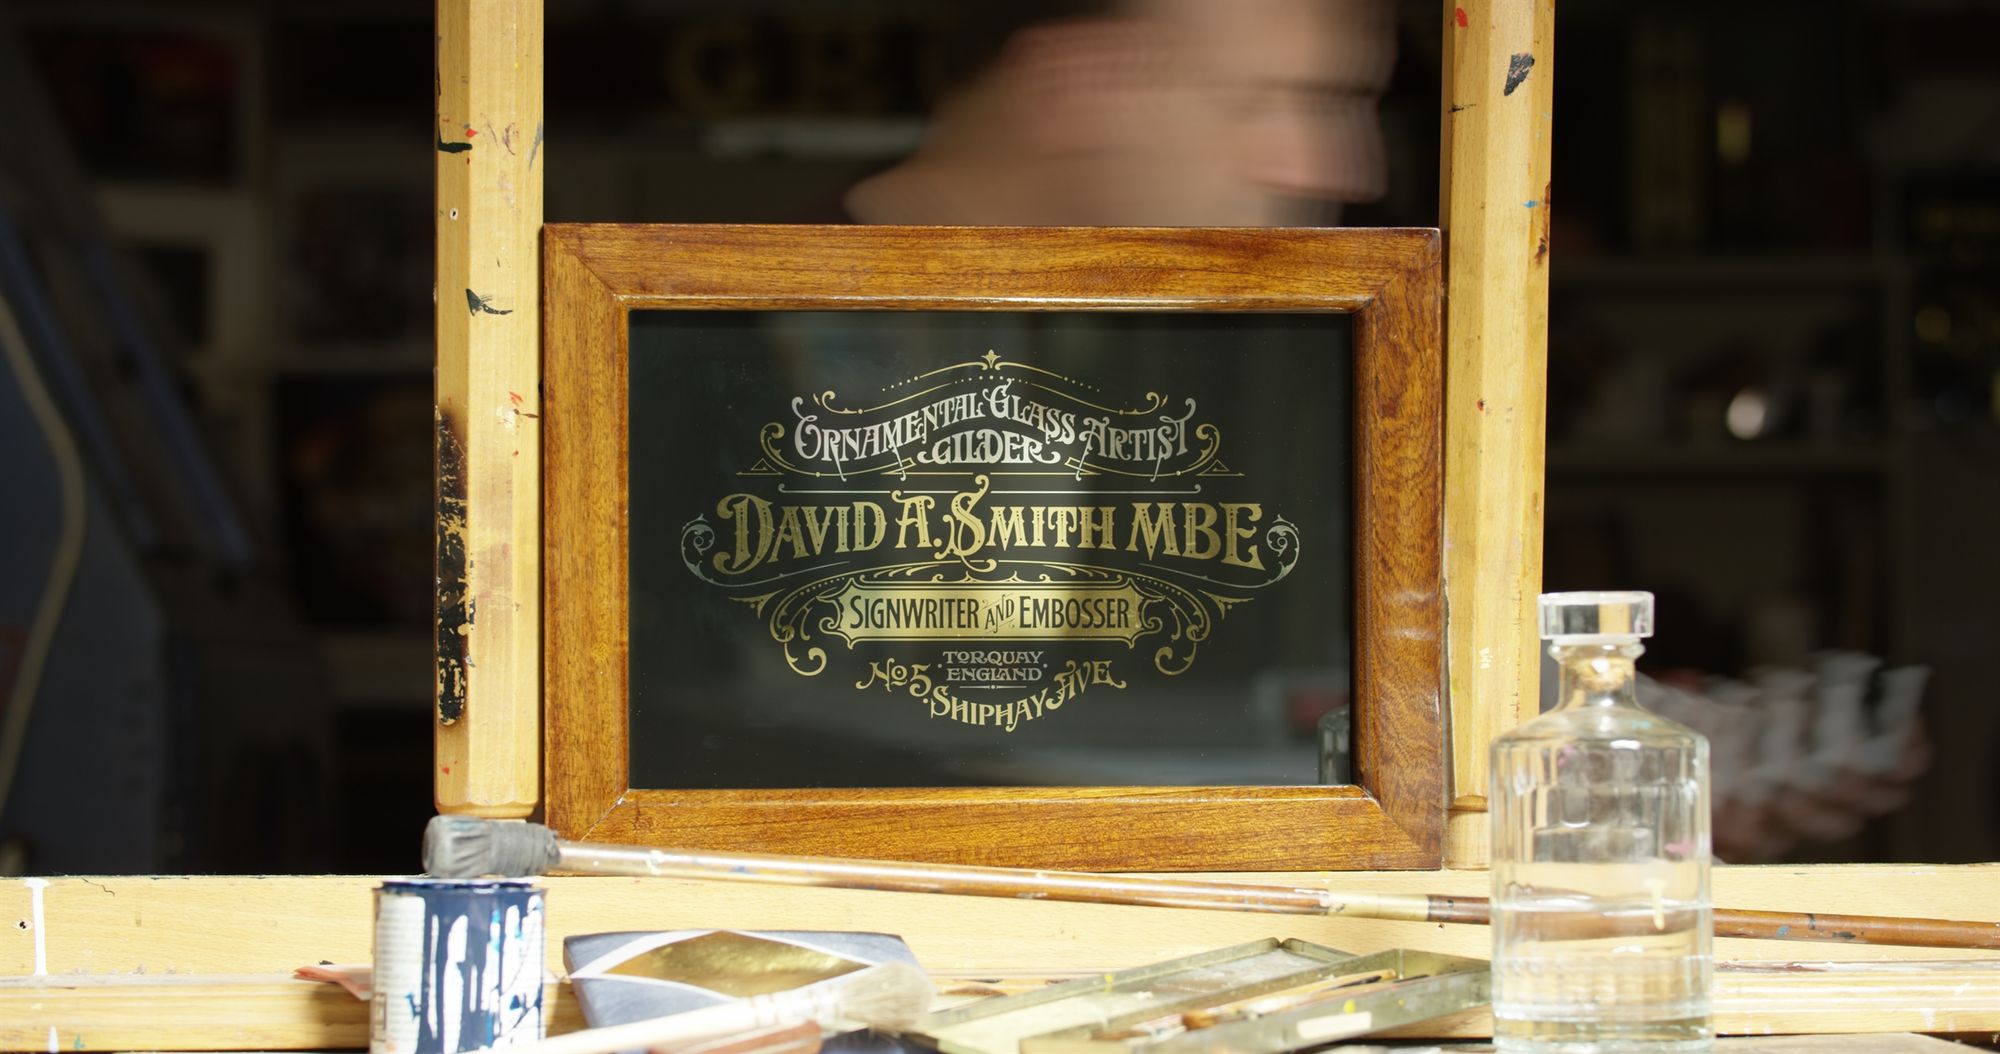 ORNAMENTAL GLASS ARTIST
GILDER
DAVID A. SMITH MBE
SIGNWRITER AND EMBOSSER
TORQUAY
ENGLAND
No 5 SHIPHAY AVE